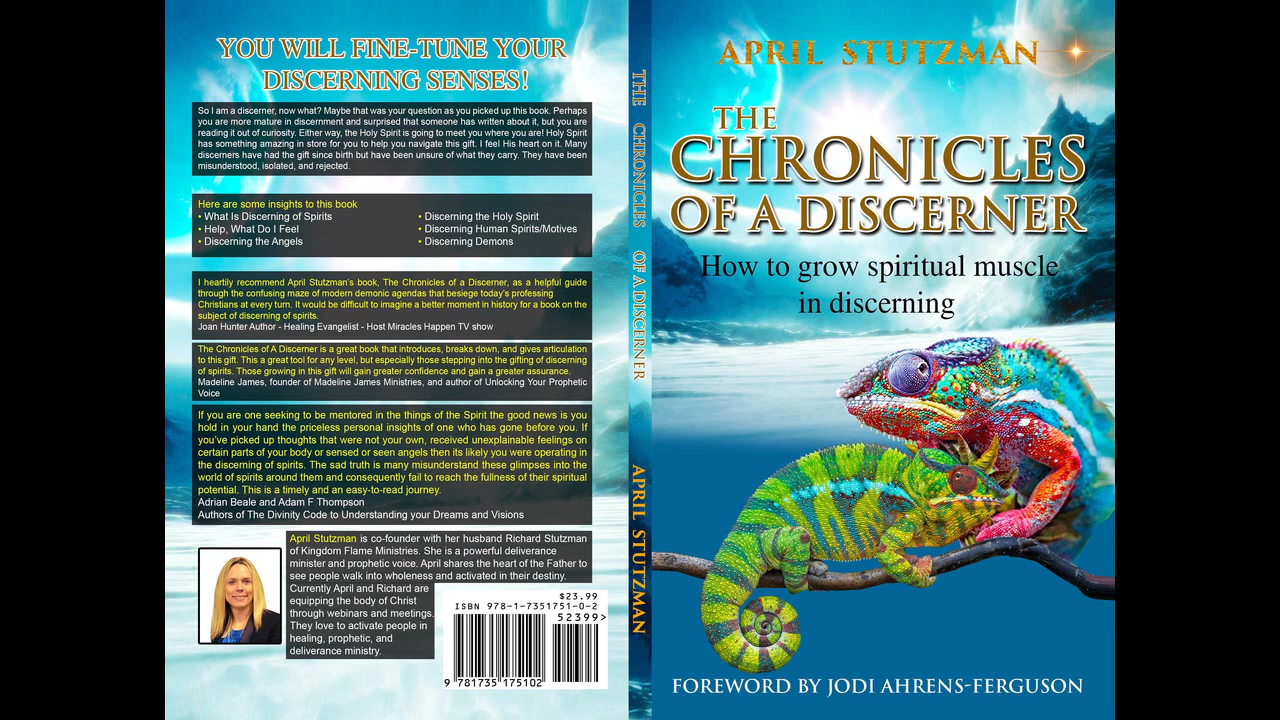 YOU WILL FINE-TUNE YOUR
DISCERNING SENSES!
So I am a discerner, now what? Maybe that was your question as you picked up this book. Perhaps
you are more mature in discernment and surprised that someone has written about it, but you are
reading it out of curiosity. Either way, the Holy Spirit is going to meet you where you are! Holy Spirit
has something amazing in store for you to help you navigate this gift. I feel His heart on it. Many
discerners have had the gift since birth but have been unsure of what they carry. They have been
misunderstood, isolated, and rejected.
Here are some insights to this book
• What Is Discerning of Spirits
• Help, What Do I Feel
• Discerning the Angels
• Discerning the Holy Spirit
• Discerning Human Spirits/Motives
• Discerning Demons
I heartily recommend April Stutzman's book, The Chronicles of a Discerner, as a helpful guide
through the confusing maze of modern demonic agendas that besiege today's professing
Christians at every turn. It would be difficult to imagine a better moment in history for a book on the
subject of discerning of spirits.
Joan Hunter Author - Healing Evangelist - Host Miracles Happen TV show
The Chronicles of A Discerner is a great book that introduces, breaks down, and gives articulation
to this gift. This a great tool for any level, but especially those stepping into the gifting of discerning
of spirits. Those growing in this gift will gain greater confidence and gain a greater assurance.
Madeline James, founder of Madeline James Ministries, and author of Unlocking Your Prophetic
Voice
If you are one seeking to be mentored in the things of the Spirit the good news is you
hold in your hand the priceless personal insights of one who has gone before you. If
you've picked up thoughts that were not your own, received unexplainable feelings on
certain parts of your body or sensed or seen angels then its likely you were operating in
the discerning of spirits. The sad truth is many misunderstand these glimpses into the
world of spirits around them and consequently fail to reach the fullness of their spiritual
potential. This is a timely and an easy-to-read journey.
Adrian Beale and Adam F Thompson
Authors of The Divinity Code to Understanding your Dreams and Visions
April Stutzman is co-founder with her husband Richard Stutzman
of Kingdom Flame Ministries. She is a powerful deliverance
minister and prophetic voice. April shares the heart of the Father to
see people walk into wholeness and activated in their destiny.
Currently April and Richard are
equipping the body of Christ
through webinars and meetings.
They love to activate people in
healing, prophetic, and
deliverance ministry.
$23.99
ISBN 978-1-7351751-0-2
52399>
9 781735 175102
THE CHRONICLES OF A DISCERNER APRIL STUTZMAN
APRIL STUTZMAN
THE
CHRONICLES
OF A DISCERNER
How to grow spiritual muscle
in discerning
FOREWORD BY JODI AHRENS-FERGUSON